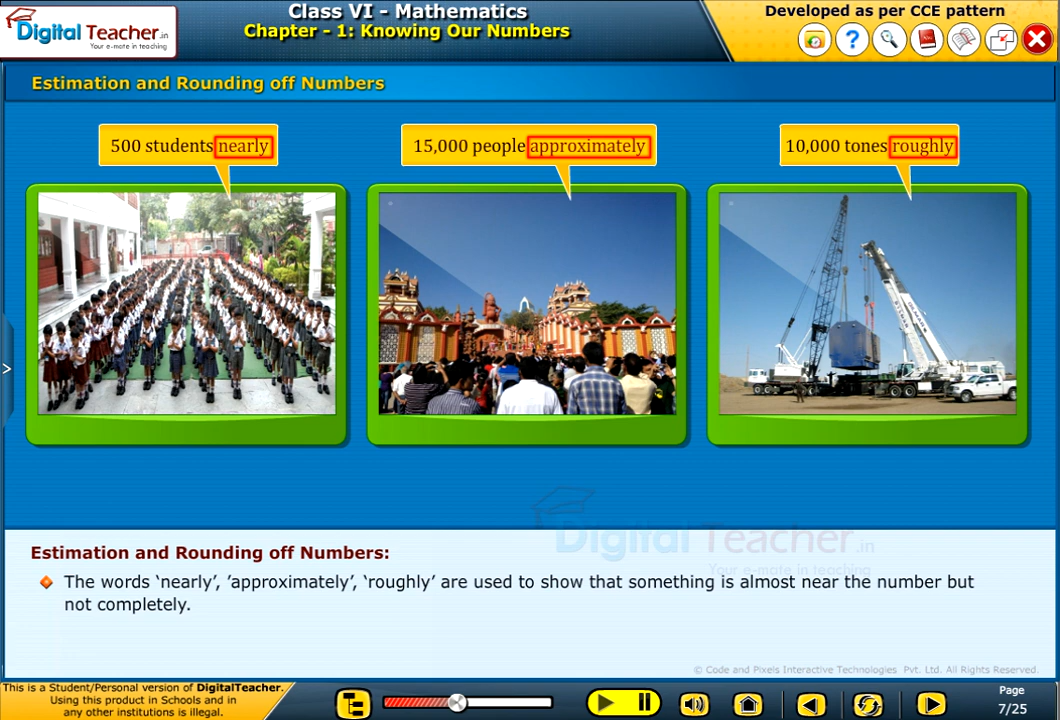 Digital Teacher.in
Your e-mate in teaching
Class VI - Mathematics
Chapter - 1: Knowing Our Numbers
Developed as per CCE pattern
Estimation and Rounding off Numbers
500 students nearly
15,000 people approximately
10,000 tones roughly
Digital Teacher.in
Your e-mate in teaching
Estimation and Rounding off Numbers:
The words ‘nearly’, ’approximately’, ‘roughly’ are used to show that something is almost near the number but
not completely.
© Code and Pixels Interactive Technologies Pvt. Ltd. All Rights Reserved.
This is a Student/Personal version of DigitalTeacher.
Using this product in Schools and in
any other institutions is illegal.
Page
7/25